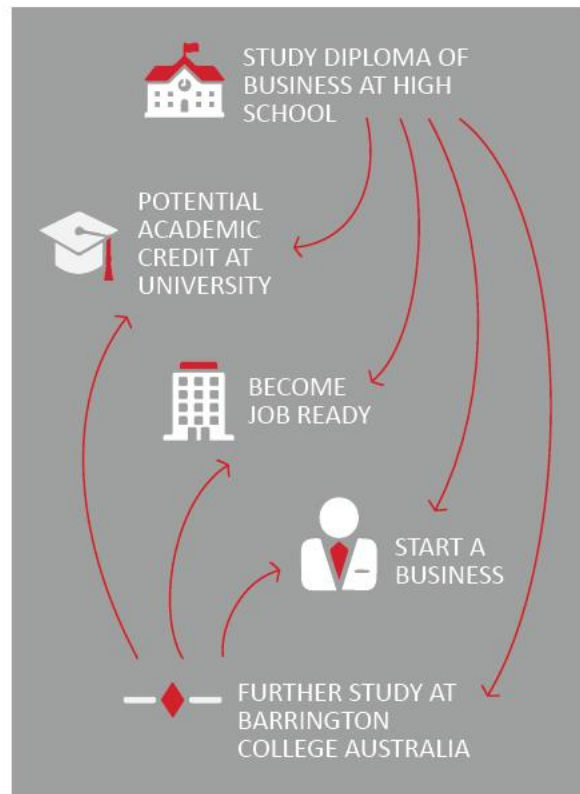 STUDY DIPLOMA OF
BUSINESS AT HIGH
SCHOOL
POTENTIAL
ACADEMIC
CREDIT AT
UNIVERSITY
BECOME
JOB READY
START A
BUSINESS
FURTHER STUDY AT
BARRINGTON
COLLEGE AUSTRALIA